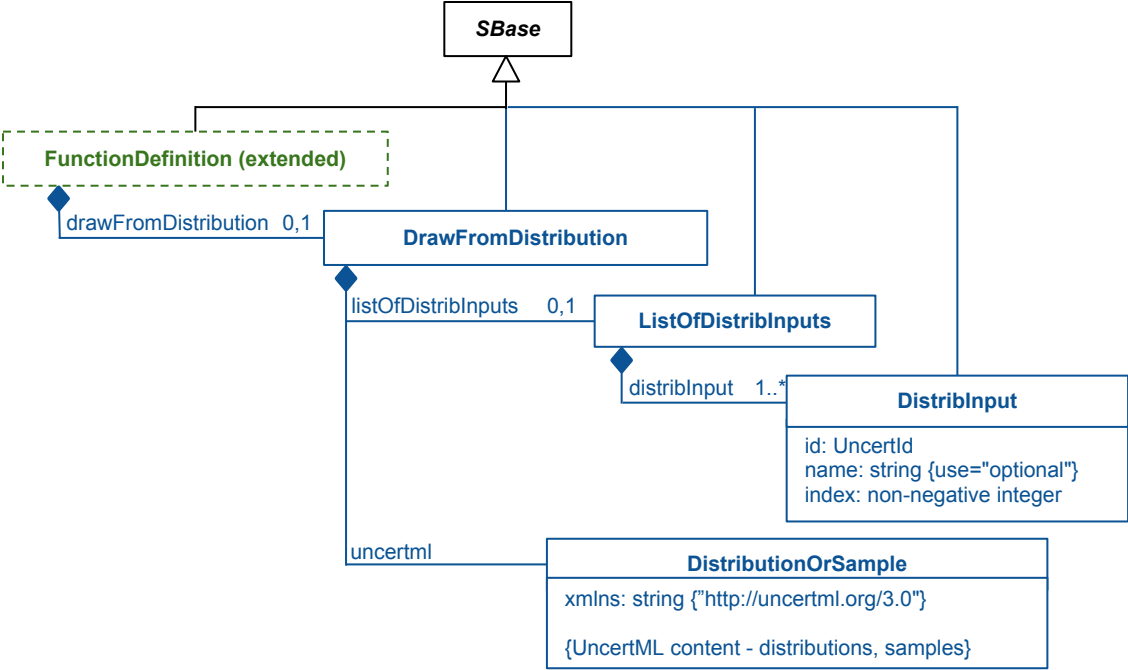 SBase
FunctionDefinition (extended)
drawFromDistribution 0,1
DrawFromDistribution
listOfDistribInputs 0,1
ListOfDistribInputs
distribInput 1..*
DistribInput
id: UncertId
name: string {use="optional"}
index: non-negative integer
uncertml
DistributionOrSample
xmlns: string {”http://uncertml.org/3.0"}
{UncertML content - distributions, samples}